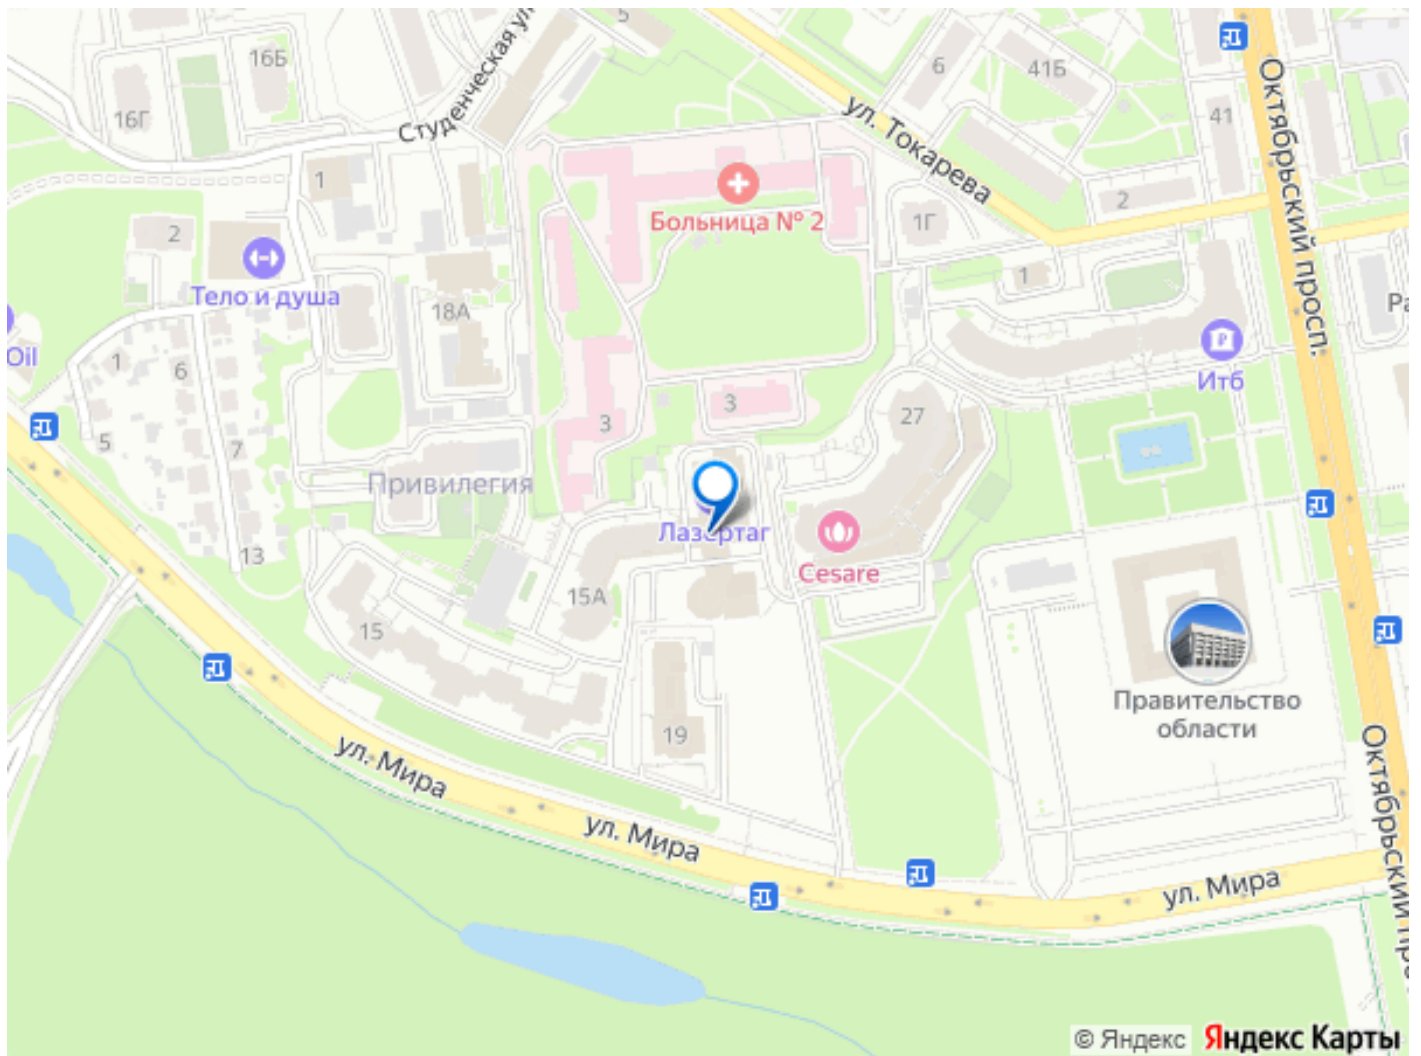 5
16Б
6
41Б
Студенческая ул.
16Г
ул. Токарева
41
Октябрьский просп.
1
2
Больница № 2
1Г
2
1
Тело и душа
18А
Oil
Итб
1
6
3
3
27
5
7
Привилегия
Лазертаг
13
Cesare
15А
15
Правительство
области
19
ул. Мира
ул. Мира
ул. Мира
© Яндекс
Яндекс Карты